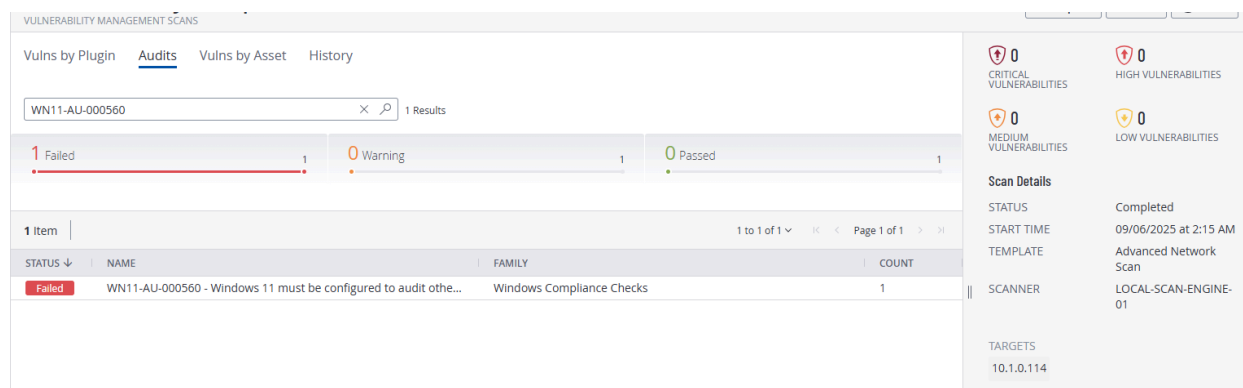 VULNERABILITY MANAGEMENT SCANS
Vulns by Plugin Audits Vulns by Asset History
WN11-AU-000560 1 Results
1 Failed 1 0 Warning 1 0 Passed 1
1 Item 1 to 1 of 1 Page 1 of 1
STATUS NAME FAMILY COUNT
Failed WN11-AU-000560 - Windows 11 must be configured to audit othe... Windows Compliance Checks 1
0 0
CRITICAL VULNERABILITIES HIGH VULNERABILITIES
0 0
MEDIUM VULNERABILITIES LOW VULNERABILITIES
Scan Details
STATUS Completed
START TIME 09/06/2025 at 2:15 AM
TEMPLATE Advanced Network
Scan
SCANNER LOCAL-SCAN-ENGINE-
01
TARGETS
10.1.0.114